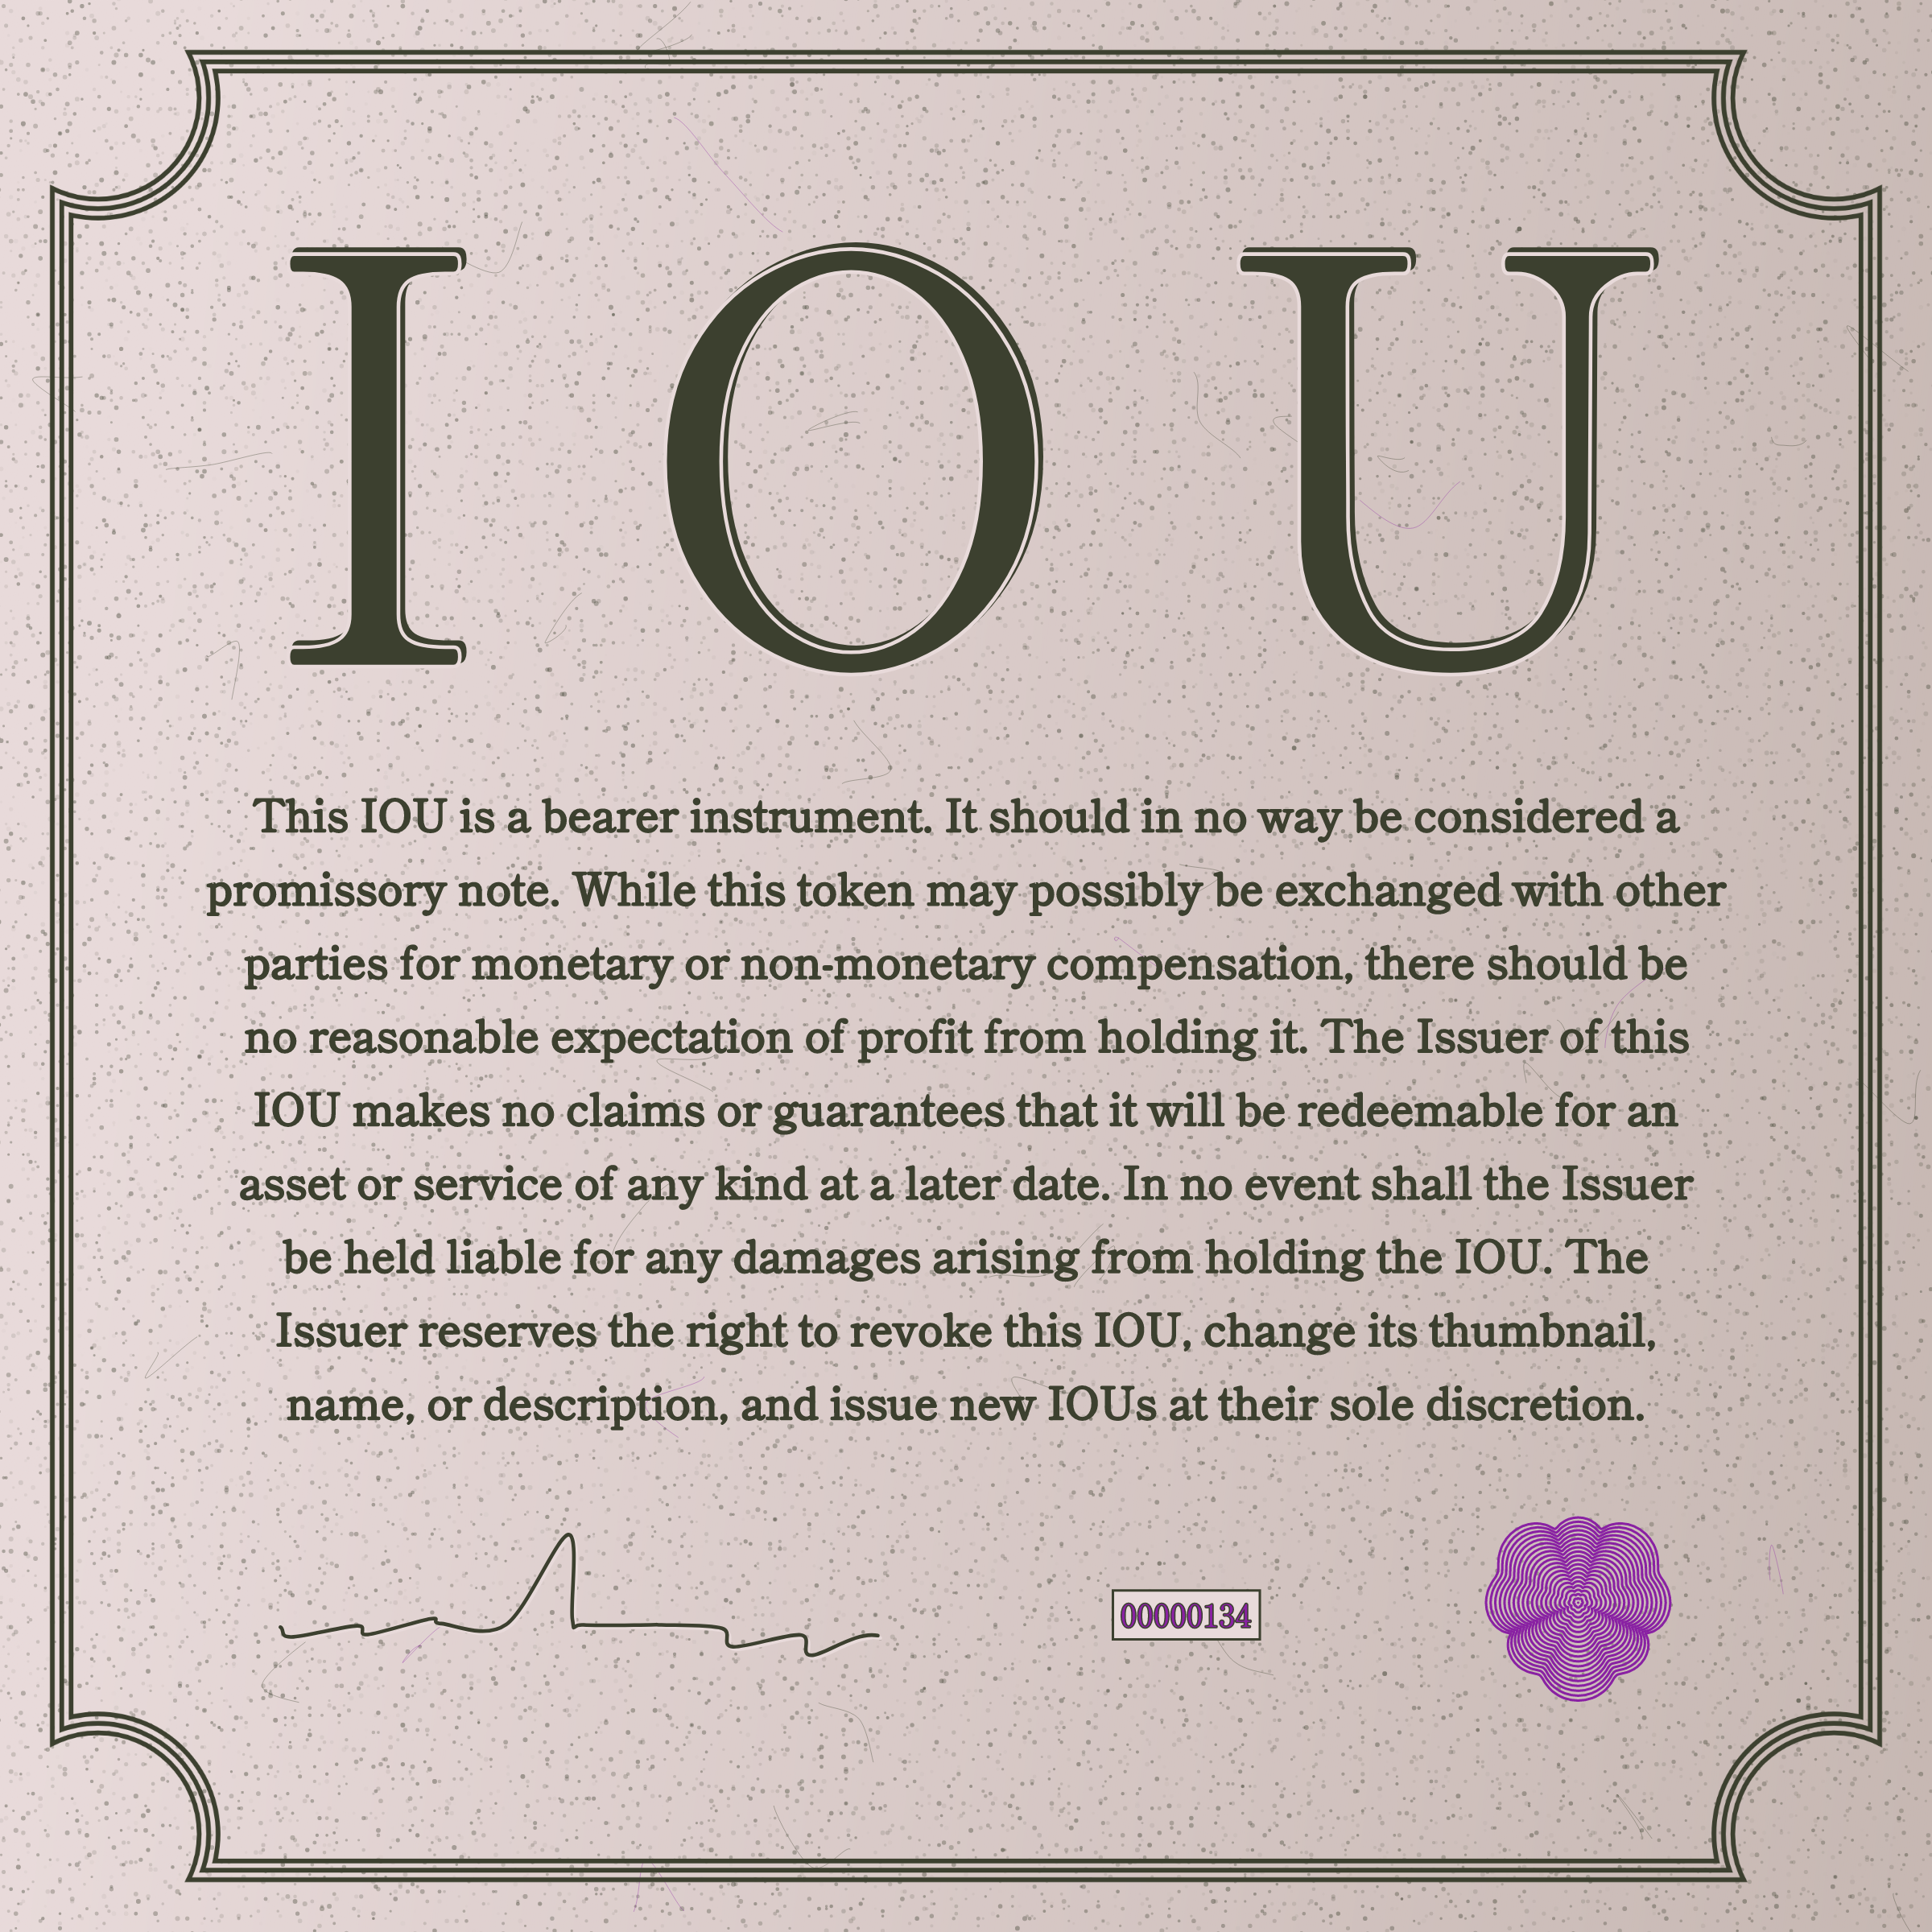 I O U
This IOU is a bearer instrument. It should in no way be considered a
promissory note. While this token may possibly be exchanged with other
parties for monetary or non-monetary compensation, there should be
no reasonable expectation of profit from holding it. The Issuer of this
IOU makes no claims or guarantees that it will be redeemable for an
asset or service of any kind at a later date. In no event shall the Issuer
be held liable for any damages arising from holding the IOU. The
Issuer reserves the right to revoke this IOU, change its thumbnail,
name, or description, and issue new IOUs at their sole discretion.
00000134